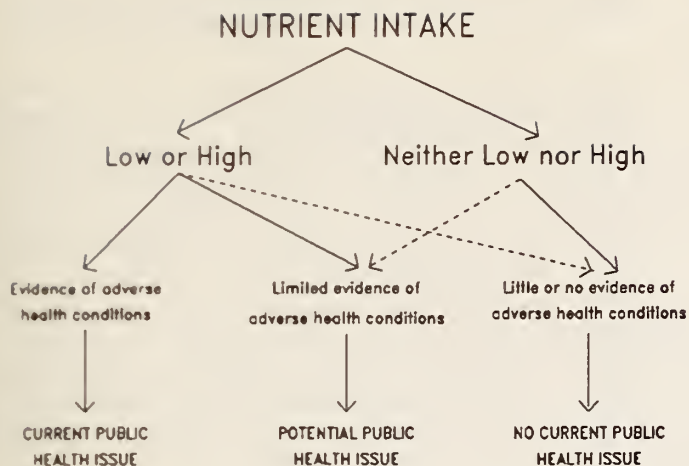 NUTRIENT INTAKE
Low or High
Neither Low nor High
Evidence of adverse
health conditions
Limited evidence of
adverse health conditions
Little or no evidence of
adverse health conditions
CURRENT PUBLIC
HEALTH ISSUE
POTENTIAL PUBLIC
HEALTH ISSUE
NO CURRENT PUBLIC
HEALTH ISSUE